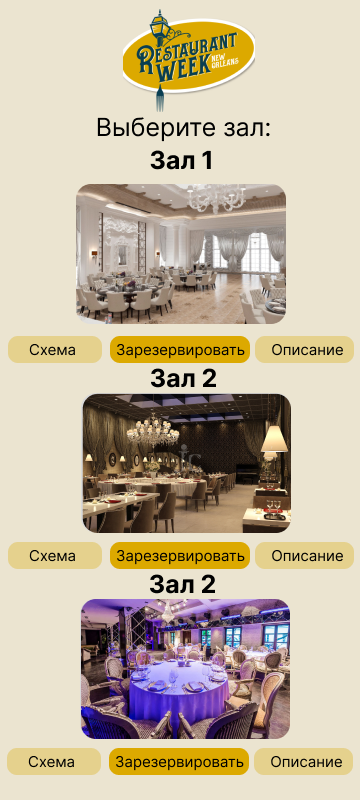 RESTAURANT
WEEK
NEW
ORLEANS
Выберите зал:
Зал 1
Схема
Зарезервировать
Описание
Зал 2
Схема
Зарезервировать
Описание
Зал 2
Схема
Зарезервировать
Описание